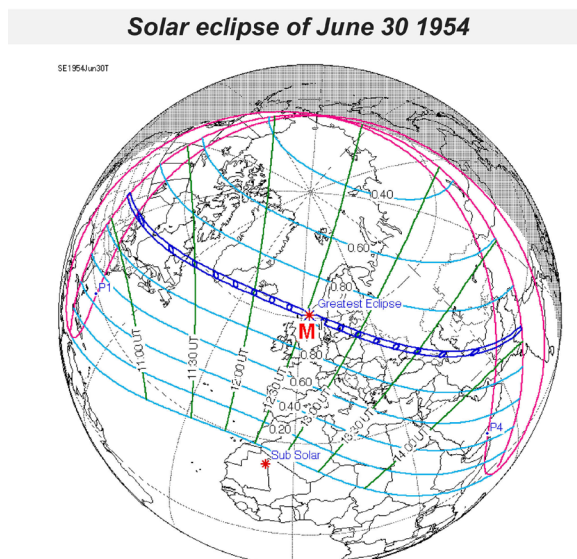 Solar eclipse of June 30 1954
SE1954Jun30T
0.40
0.60
0.80
Greatest Eclipse
M
P1
11:00 UT
11:30 UT
12:00 UT
12:30 UT
13:00 UT
13:30 UT
14:00 UT
0.80
0.60
0.40
0.20
P4
Sub Solar